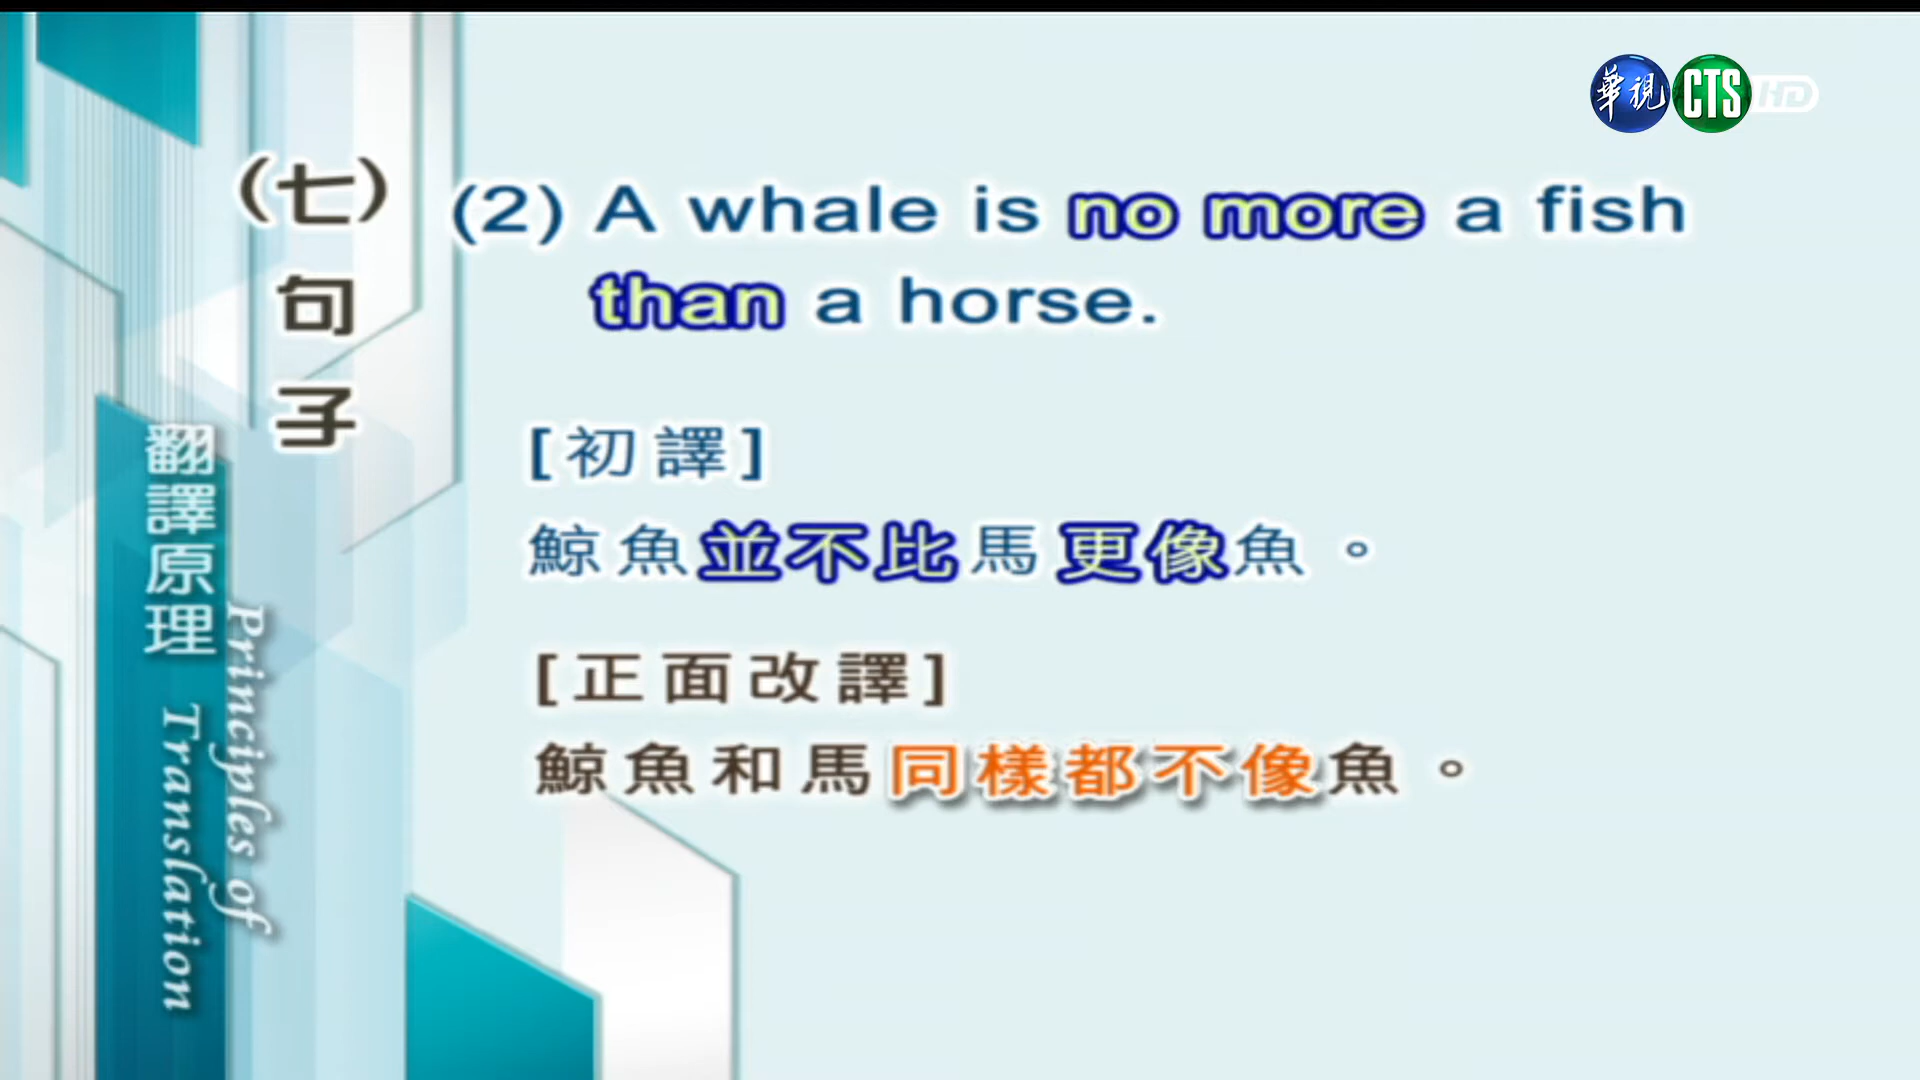 華視 CTS HD
(七)句子
(2) A whale is no more a fish
than a horse.
[初譯]
鯨魚並不比馬更像魚。
[正面改譯]
鯨魚和馬同樣都不像魚。
翻譯原理
Principles of
Translation